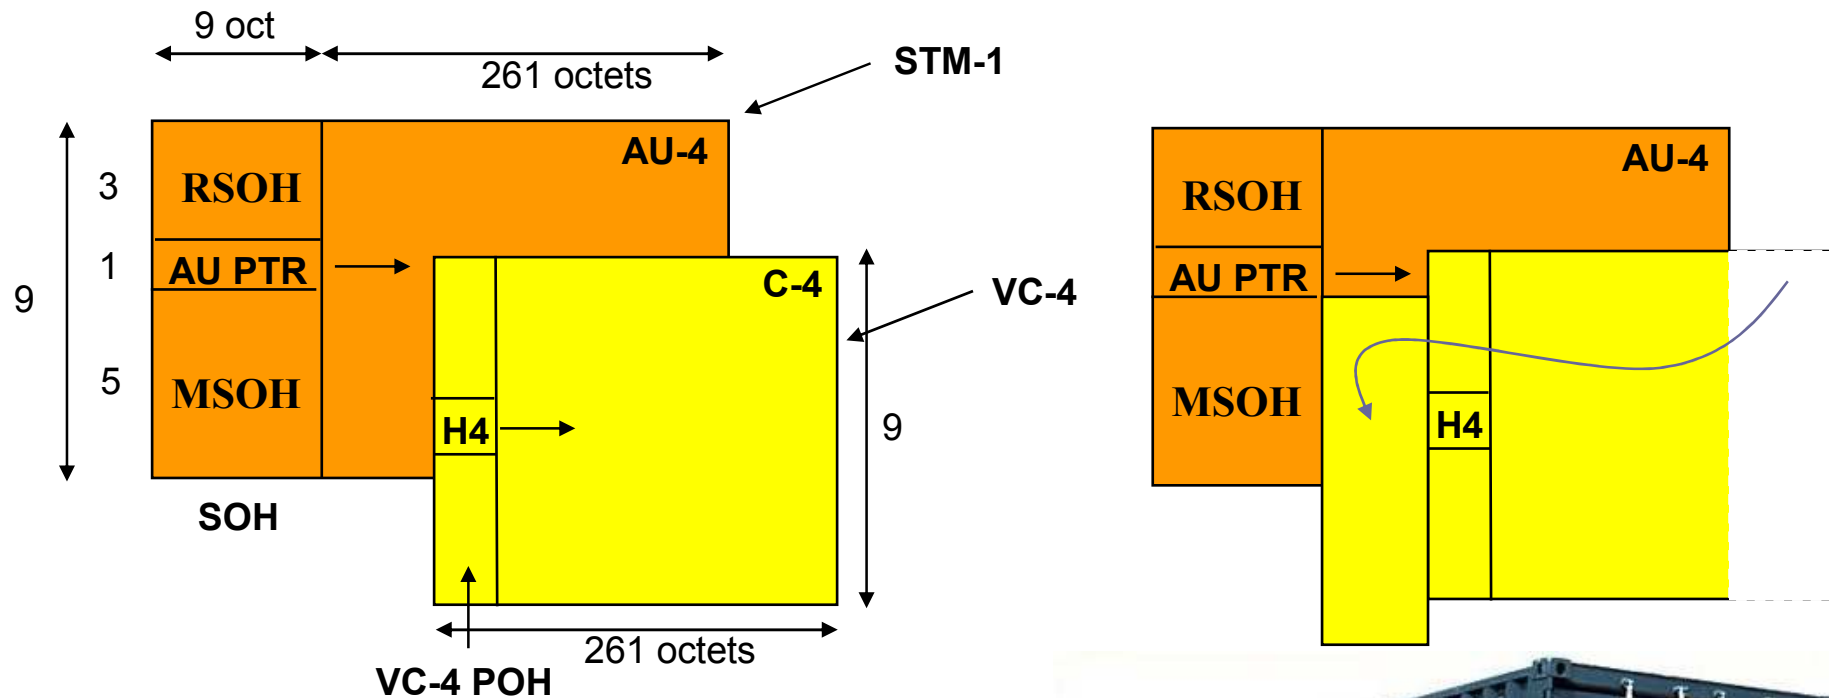 9 oct
261 octets
STM-1
AU-4
3
RSOH
1
AU PTR
9
C-4
VC-4
5
MSOH
H4
9
SOH
261 octets
VC-4 POH
AU-4
RSOH
AU PTR
MSOH
H4